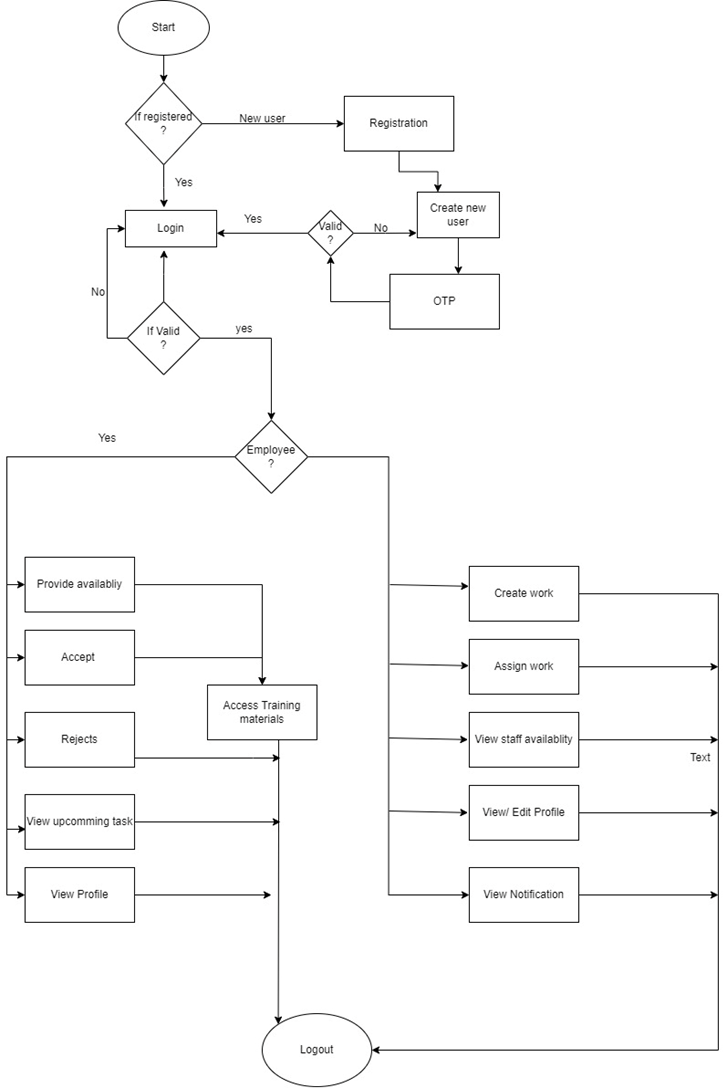 Start
If registered
?
New user
Registration
Yes
Create new
user
Login
Yes
Valid
?
No
OTP
No
If Valid
?
yes
Yes
Employee
?
Provide availabliy
Create work
Accept
Assign work
Access Training
materials
Rejects
View staff availablity
Text
View upcomming task
View/ Edit Profile
View Profile
View Notification
Logout